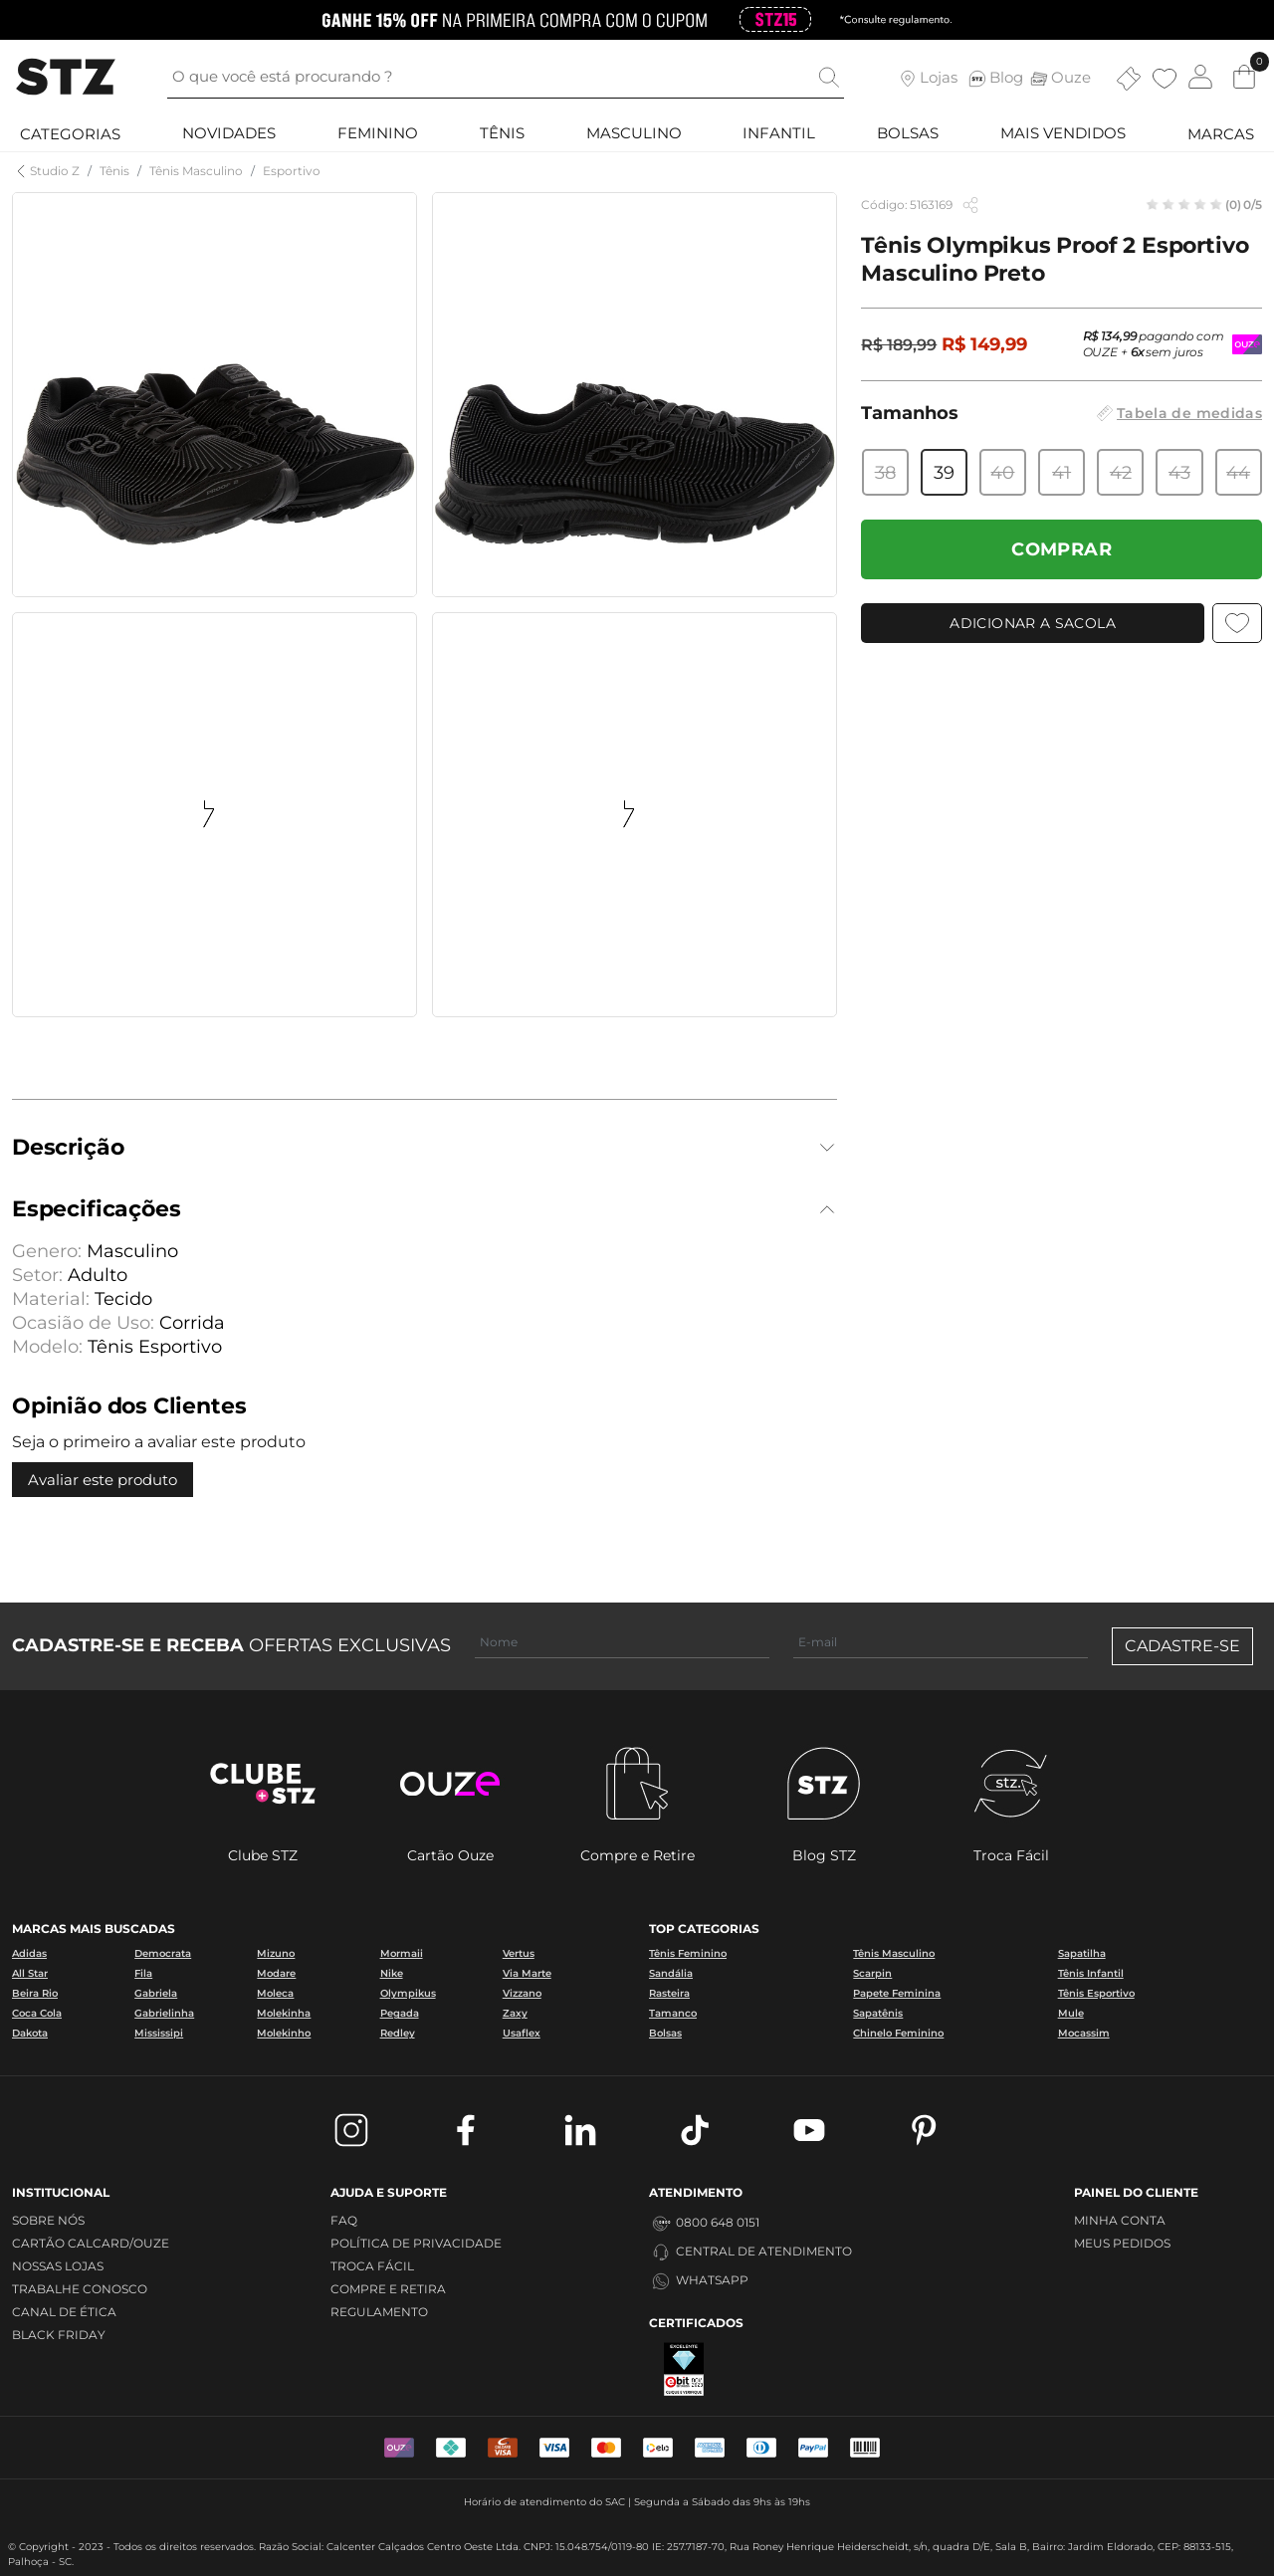 GANHE 15% OFF NA PRIMEIRA COMPRA COM O CUPOM STZ15 *Consulte regulamento.
STZ
O que você está procurando ?
Lojas Blog Ouze 0
CATEGORIAS NOVIDADES FEMININO TÊNIS MASCULINO INFANTIL BOLSAS MAIS VENDIDOS MARCAS
Studio Z / Tênis / Tênis Masculino / Esportivo
Código: 5163169 (0) 0/5
Tênis Olympikus Proof 2 Esportivo
Masculino Preto
R$ 189,99 R$ 149,99
R$ 134,99 pagando com
OUZE + 6x sem juros
OUZE
Tamanhos Tabela de medidas
38 39 40 41 42 43 44
COMPRAR
ADICIONAR A SACOLA
Descrição
Especificações
Genero: Masculino
Setor: Adulto
Material: Tecido
Ocasião de Uso: Corrida
Modelo: Tênis Esportivo
Opinião dos Clientes
Seja o primeiro a avaliar este produto
Avaliar este produto
CADASTRE-SE E RECEBA OFERTAS EXCLUSIVAS Nome E-mail CADASTRE-SE
CLUBE + STZ ouze STZ stz.
Clube STZ Cartão Ouze Compre e Retire Blog STZ Troca Fácil
MARCAS MAIS BUSCADAS TOP CATEGORIAS
Adidas Democrata Mizuno Mormaii Vertus Tênis Feminino Tênis Masculino Sapatilha
All Star Fila Modare Nike Via Marte Sandália Scarpin Tênis Infantil
Beira Rio Gabriela Moleca Olympikus Vizzano Rasteira Papete Feminina Tênis Esportivo
Coca Cola Gabrielinha Molekinha Pegada Zaxy Tamanco Sapatênis Mule
Dakota Mississipi Molekinho Redley Usaflex Bolsas Chinelo Feminino Mocassim
INSTITUCIONAL
SOBRE NÓS
CARTÃO CALCARD/OUZE
NOSSAS LOJAS
TRABALHE CONOSCO
CANAL DE ÉTICA
BLACK FRIDAY
AJUDA E SUPORTE
FAQ
POLÍTICA DE PRIVACIDADE
TROCA FÁCIL
COMPRE E RETIRA
REGULAMENTO
ATENDIMENTO
0800 648 0151
CENTRAL DE ATENDIMENTO
WHATSAPP
CERTIFICADOS
EXCELENTE
ebit
PAINEL DO CLIENTE
MINHA CONTA
MEUS PEDIDOS
VISA VISA elo PayPal
Horário de atendimento do SAC | Segunda a Sábado das 9hs às 19hs
© Copyright - 2023 - Todos os direitos reservados. Razão Social: Calcenter Calçados Centro Oeste Ltda. CNPJ: 15.048.754/0119-80 IE: 257.7187-70, Rua Roney Henrique Heiderscheidt, s/n, quadra D/E, Sala B, Bairro: Jardim Eldorado, CEP: 88133-515,
Palhoça - SC.